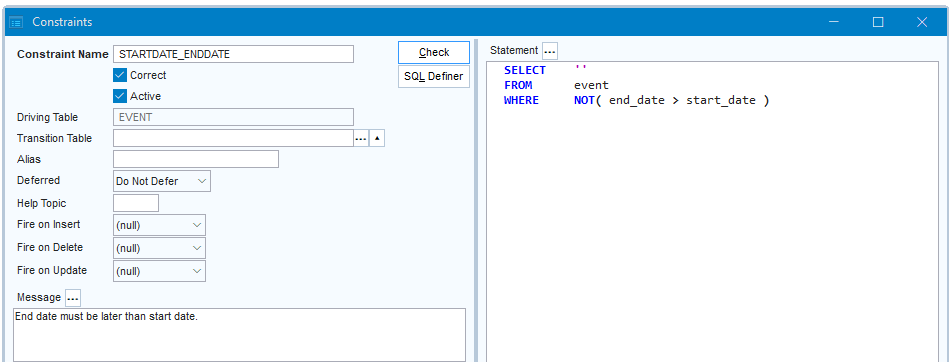 Constraints
Constraint Name STARTDATE_ENDDATE Check
Correct SQL Definer
Active
Driving Table EVENT
Transition Table ...
Alias
Deferred Do Not Defer
Help Topic
Fire on Insert (null)
Fire on Delete (null)
Fire on Update (null)
Message ...
End date must be later than start date.
Statement ...
SELECT ''
FROM event
WHERE NOT( end_date > start_date )